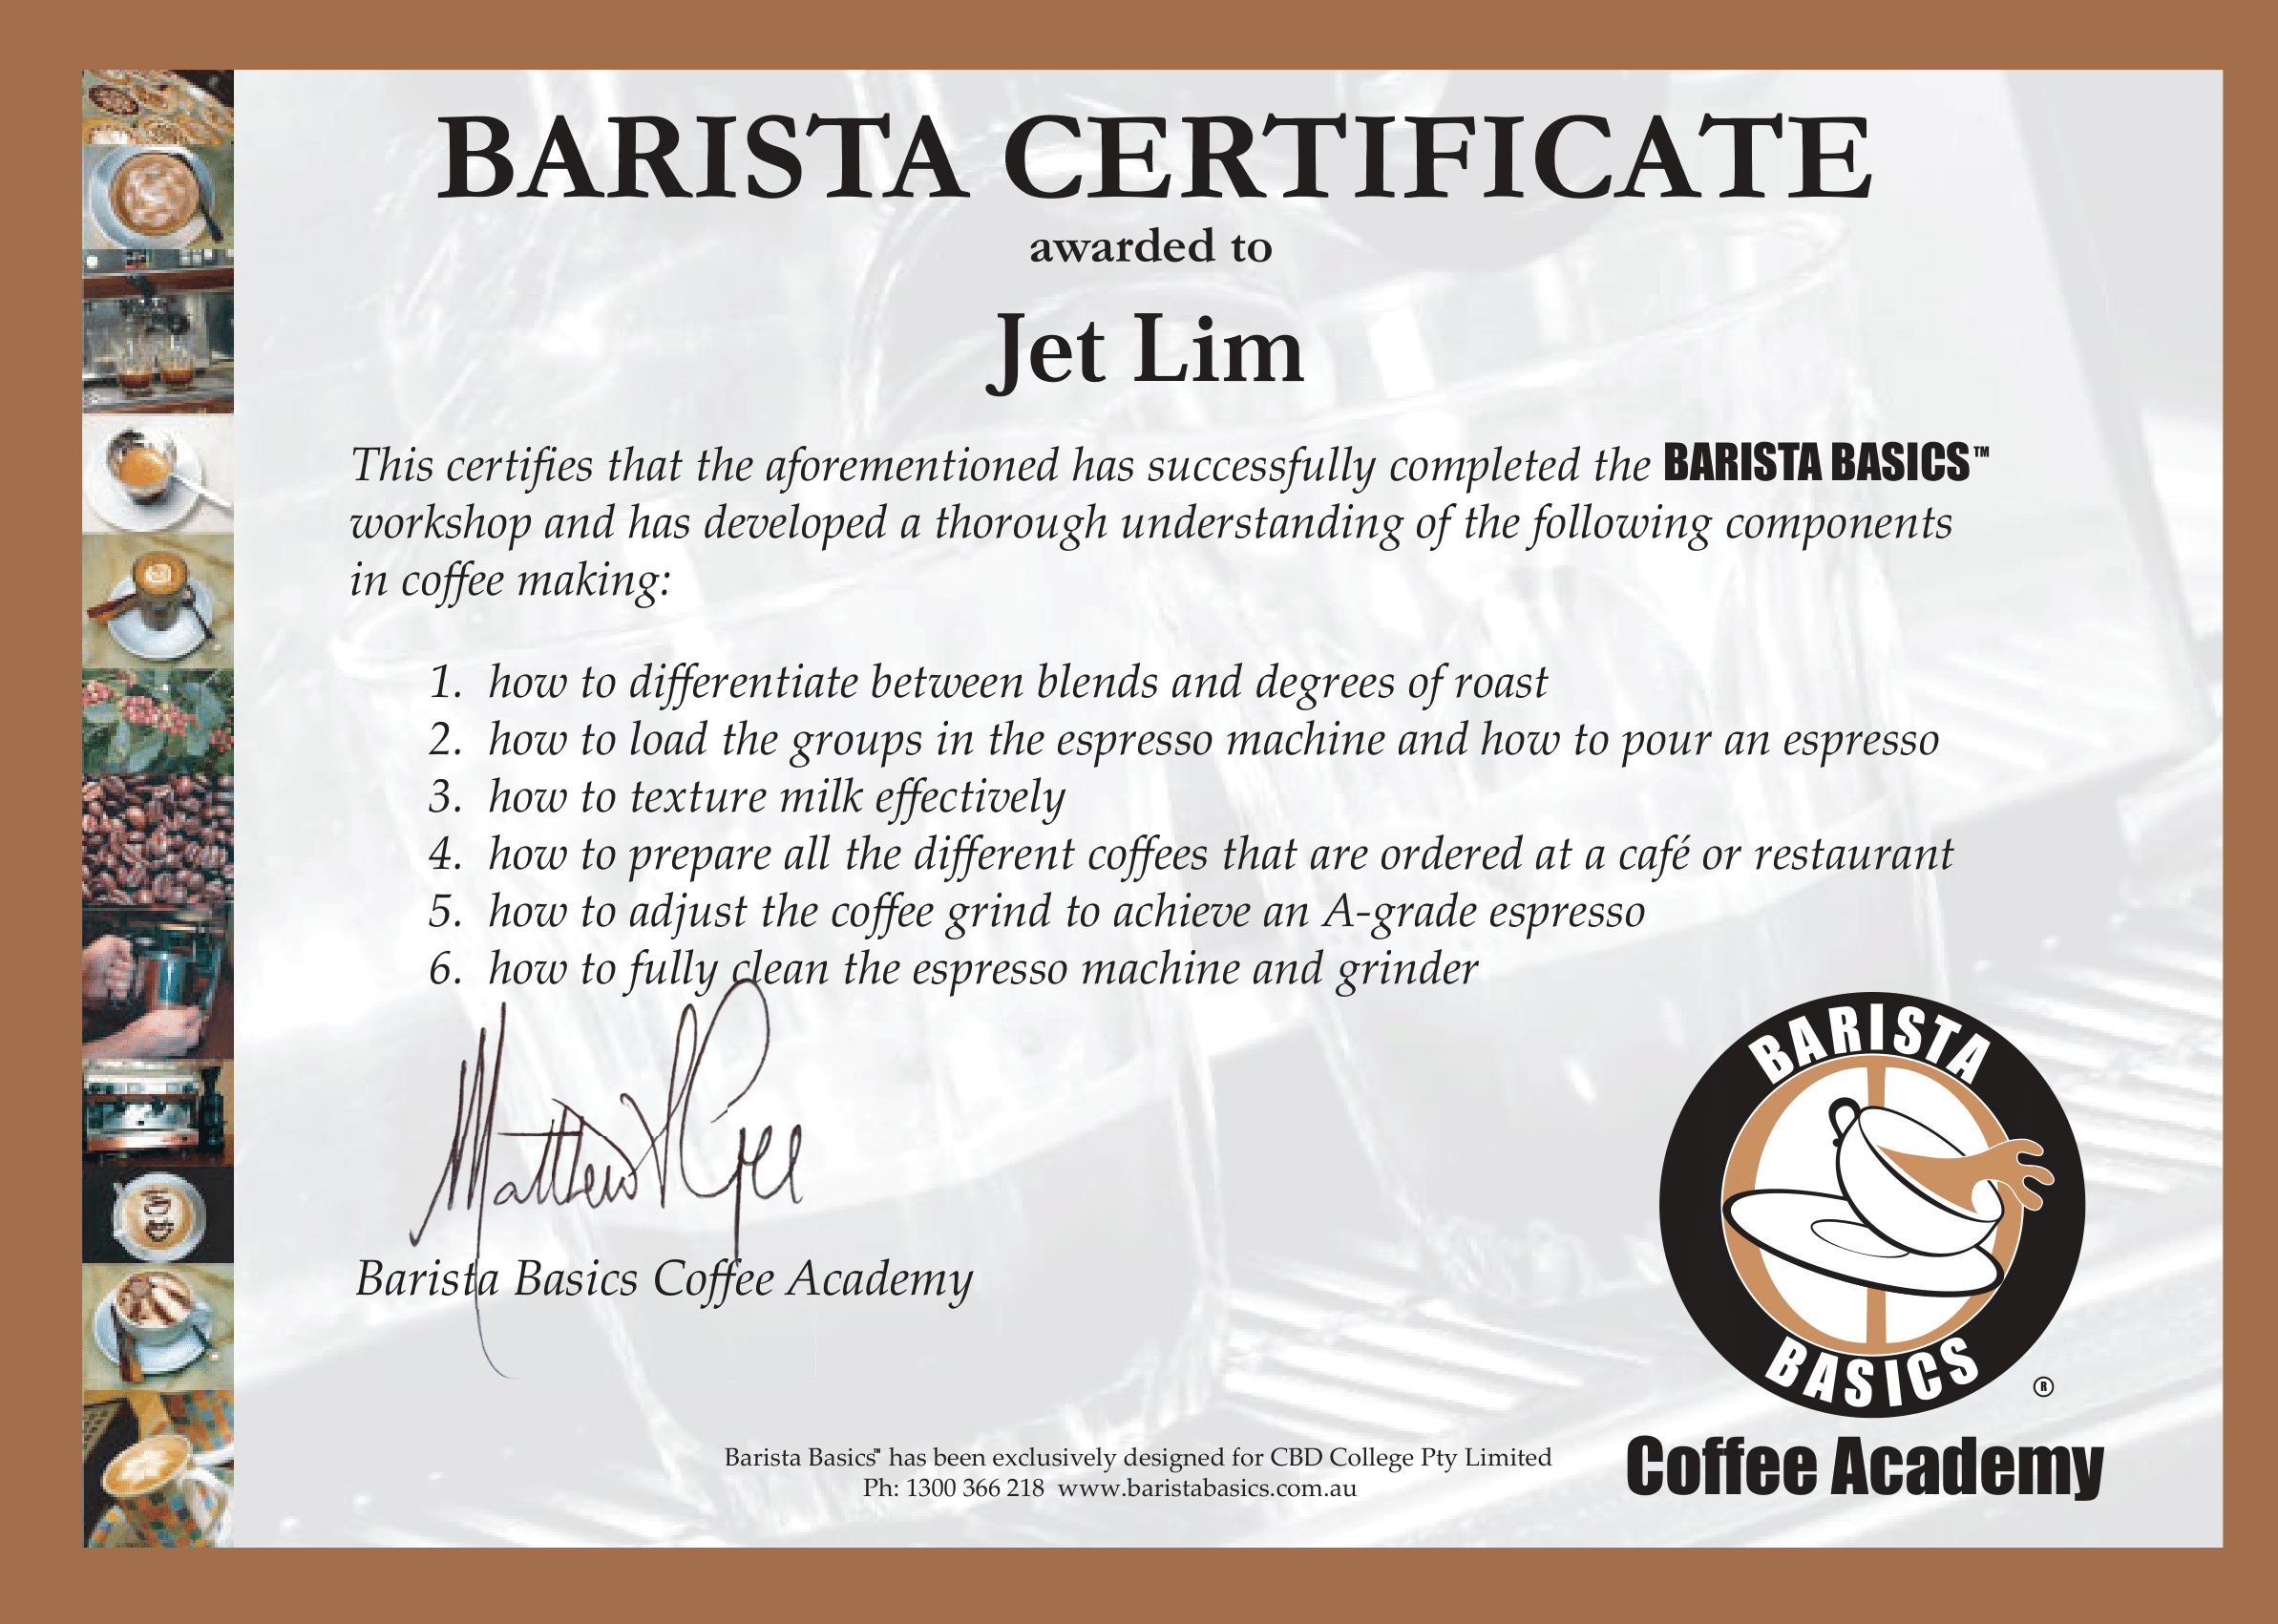 BARISTA CERTIFICATE
awarded to
Jet Lim
This certifies that the aforementioned has successfully completed the BARISTA BASICS™
workshop and has developed a thorough understanding of the following components
in coffee making:
1. how to differentiate between blends and degrees of roast
2. how to load the groups in the espresso machine and how to pour an espresso
3. how to texture milk effectively
4. how to prepare all the different coffees that are ordered at a café or restaurant
5. how to adjust the coffee grind to achieve an A-grade espresso
6. how to fully clean the espresso machine and grinder
Matthew
Barista Basics Coffee Academy
BARISTA
BASICS
®
Coffee Academy
Barista Basics™ has been exclusively designed for CBD College Pty Limited
Ph: 1300 366 218 www.baristabasics.com.au